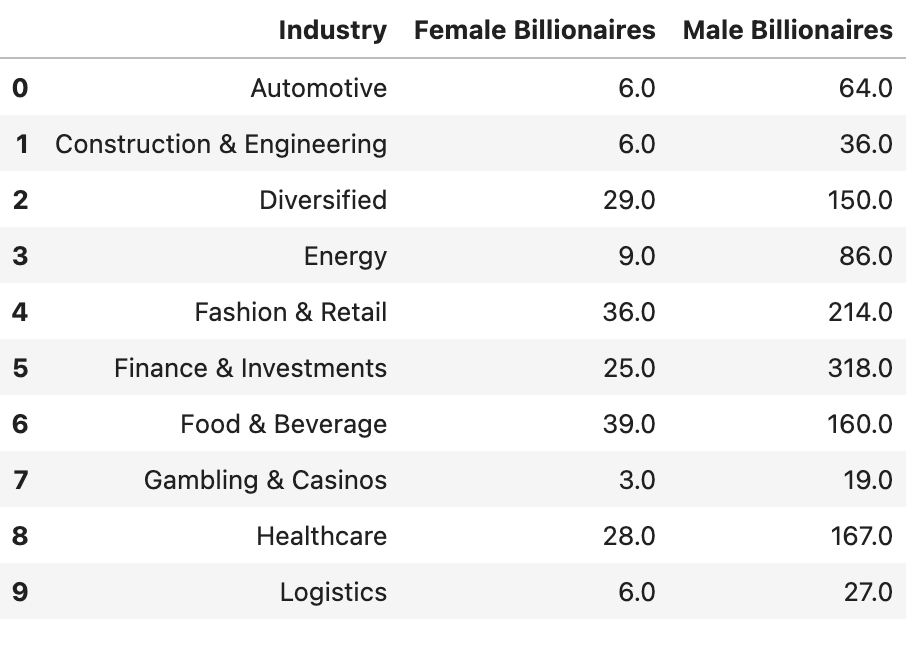 Industry Female Billionaires Male Billionaires
0 Automotive 6.0 64.0
1 Construction & Engineering 6.0 36.0
2 Diversified 29.0 150.0
3 Energy 9.0 86.0
4 Fashion & Retail 36.0 214.0
5 Finance & Investments 25.0 318.0
6 Food & Beverage 39.0 160.0
7 Gambling & Casinos 3.0 19.0
8 Healthcare 28.0 167.0
9 Logistics 6.0 27.0